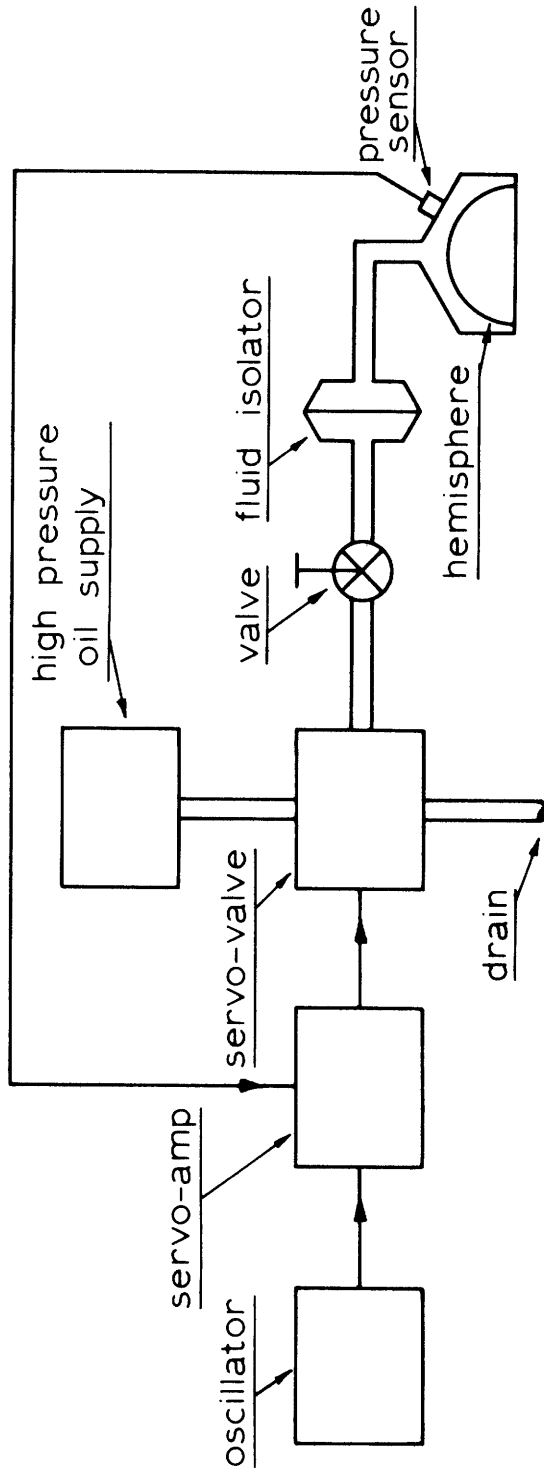 high pressure
oil supply
pressure
sensor
servo-amp
servo-valve
valve
fluid isolator
oscillator
drain
hemisphere